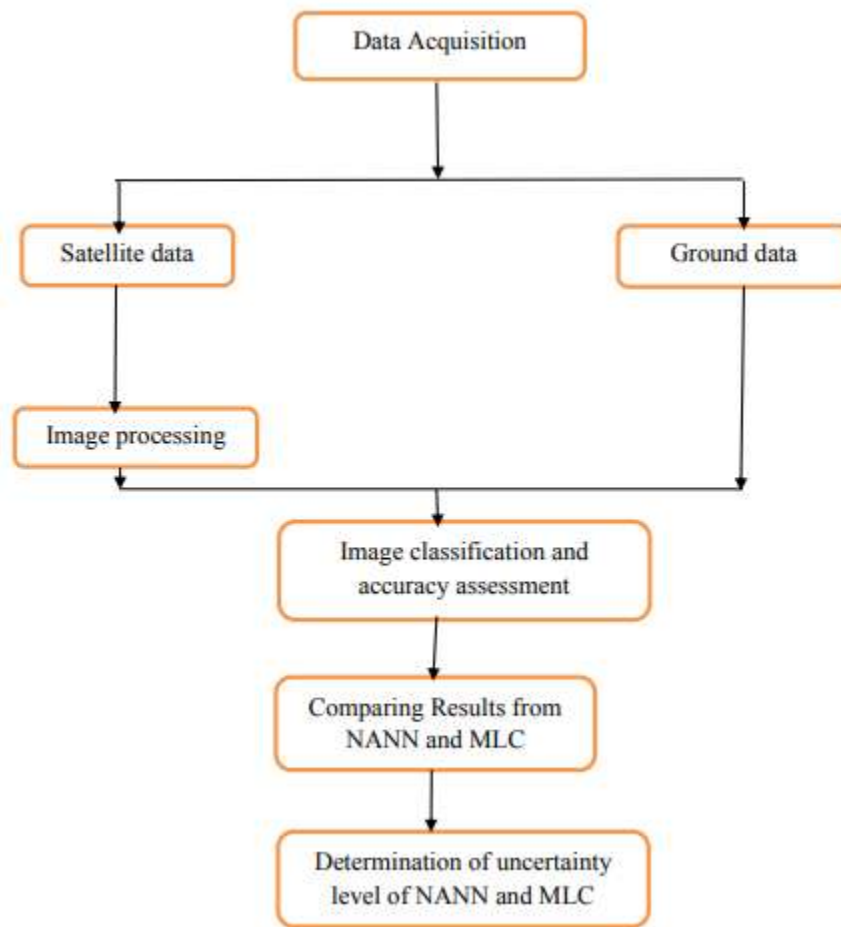 Data Acquisition
Satellite data
Ground data
Image processing
Image classification and
accuracy assessment
Comparing Results from
NANN and MLC
Determination of uncertainty
level of NANN and MLC